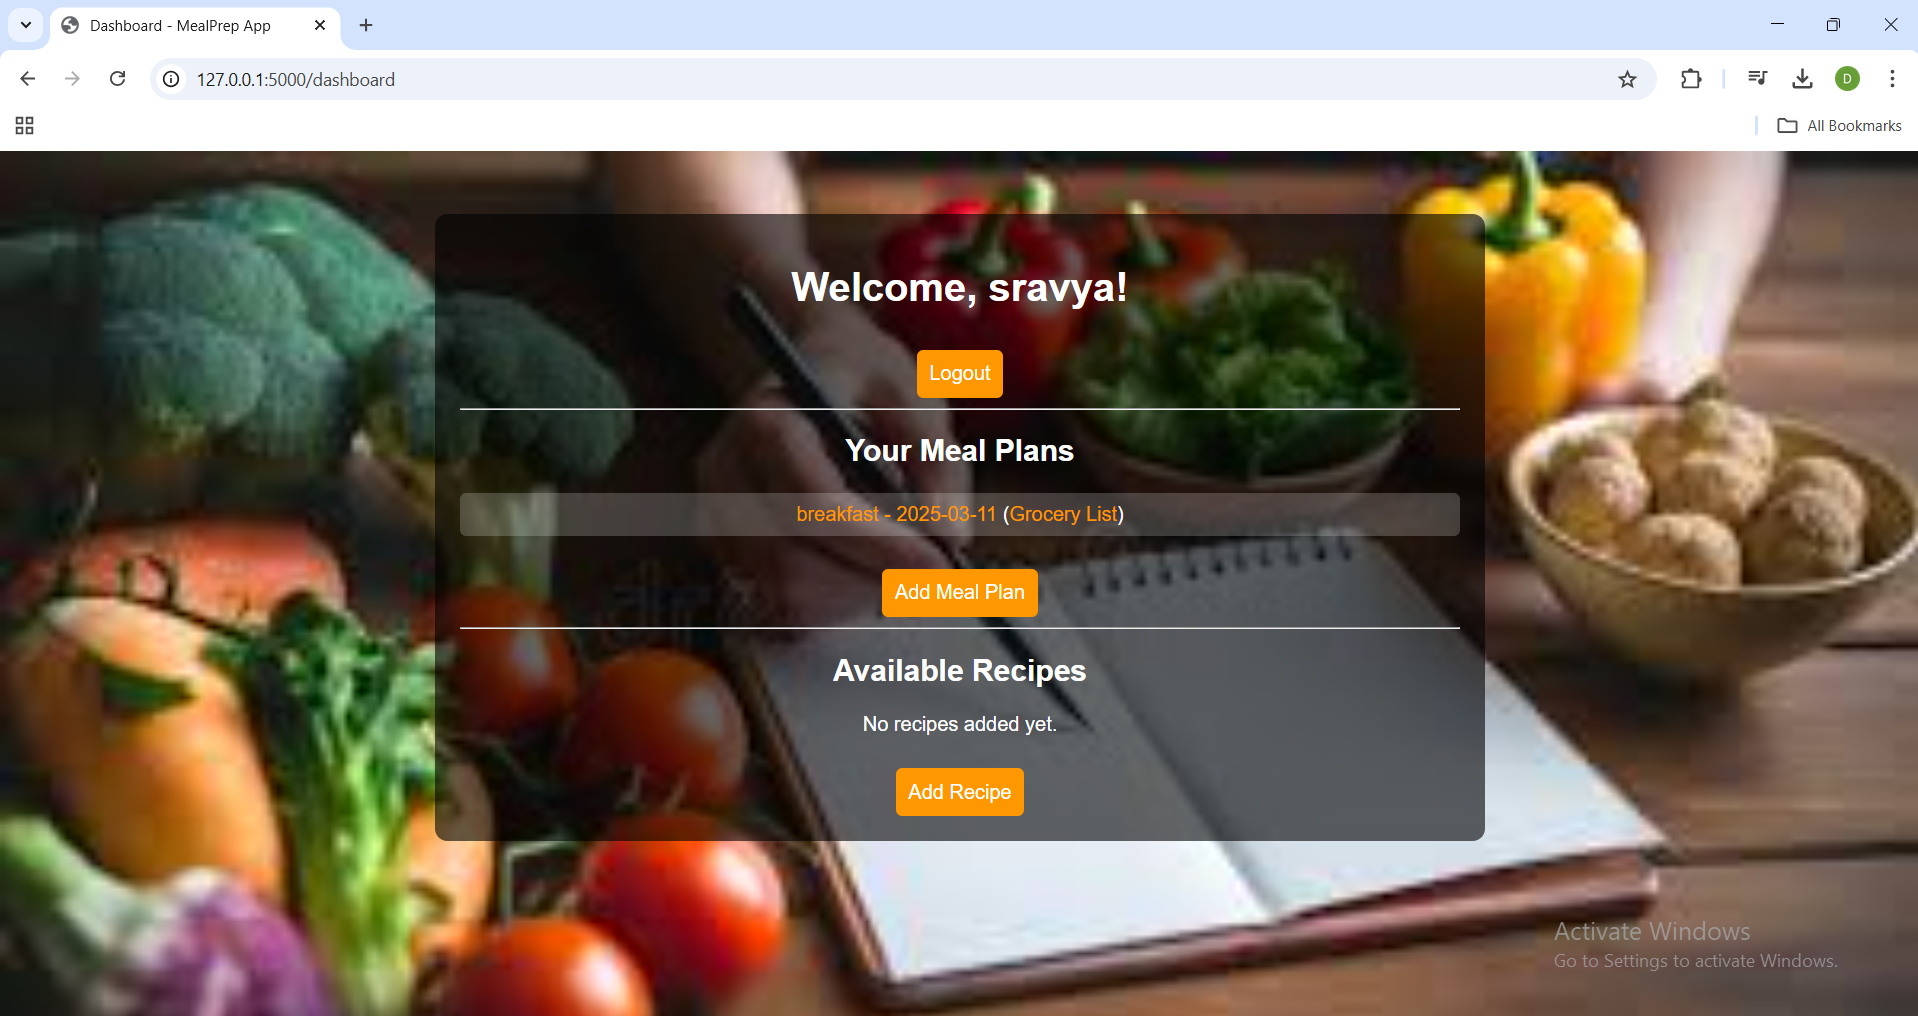 Dashboard - MealPrep App
127.0.0.1:5000/dashboard
D
All Bookmarks
Welcome, sravya!
Logout
Your Meal Plans
breakfast - 2025-03-11 (Grocery List)
Add Meal Plan
Available Recipes
No recipes added yet.
Add Recipe
Activate Windows
Go to Settings to activate Windows.